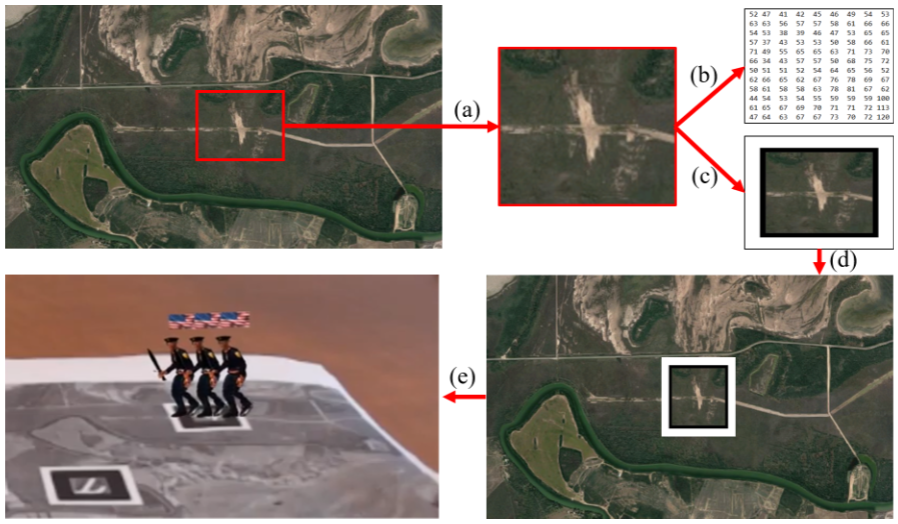 (a)
(b)
52 47 41 42 45 46 49 54 53
63 63 56 57 57 58 61 66 66
54 53 38 39 46 47 53 65 65
57 37 43 53 53 50 58 66 61
71 49 55 65 65 63 71 73 70
66 34 43 57 57 50 68 75 72
50 51 51 52 54 64 65 56 52
62 66 65 62 67 76 78 69 67
58 61 58 58 63 78 81 67 62
44 54 53 54 55 59 59 59 100
61 65 67 69 70 71 71 72 113
47 64 63 67 67 73 70 72 120
(c)
(d)
(e)